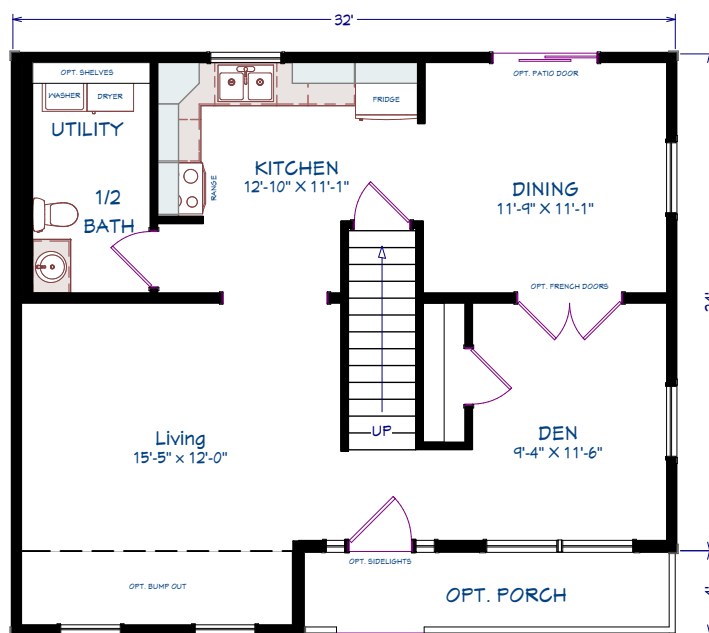 32'
OPT. SHELVES
OPT. PATIO DOOR
WASHER
DRYER
FRIDGE
UTILITY
KITCHEN
12'-10" X 11'-1"
RANGE
DINING
11'-9" X 11'-1"
1/2
BATH
OPT. FRENCH DOORS
UP
Living
15'-5" x 12'-0"
DEN
9'-4" X 11'-6"
OPT. SIDELIGHTS
OPT. BUMP OUT
OPT. PORCH